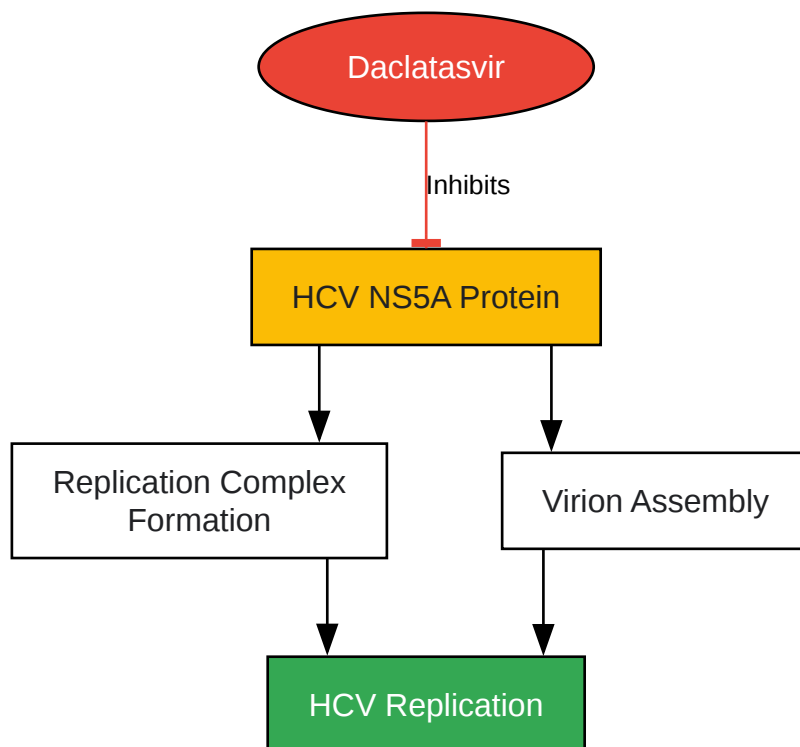 Daclatasvir
Inhibits
HCV NS5A Protein
Replication Complex
Formation
Virion Assembly
HCV Replication